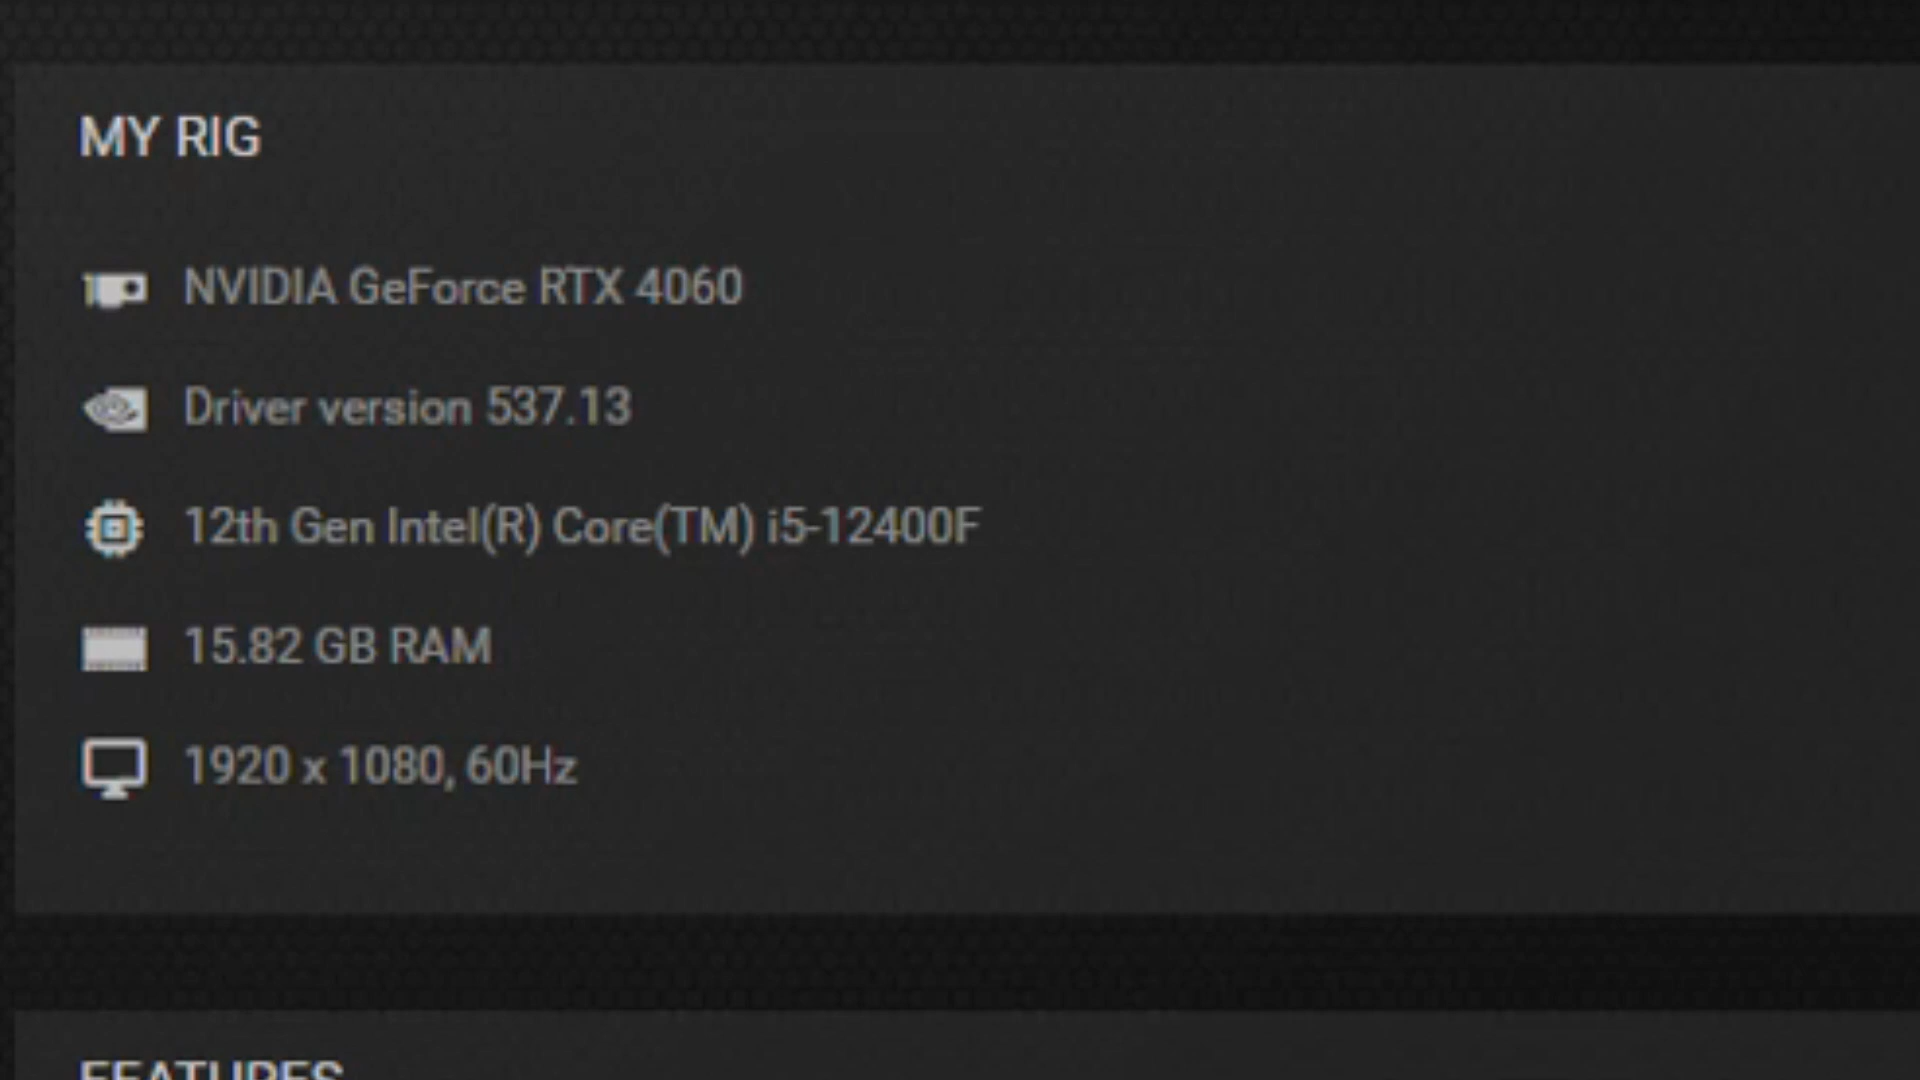 MY RIG
NVIDIA GeForce RTX 4060
Driver version 537.13
12th Gen Intel(R) Core(TM) i5-12400F
15.82 GB RAM
1920 x 1080, 60Hz
FEATURES